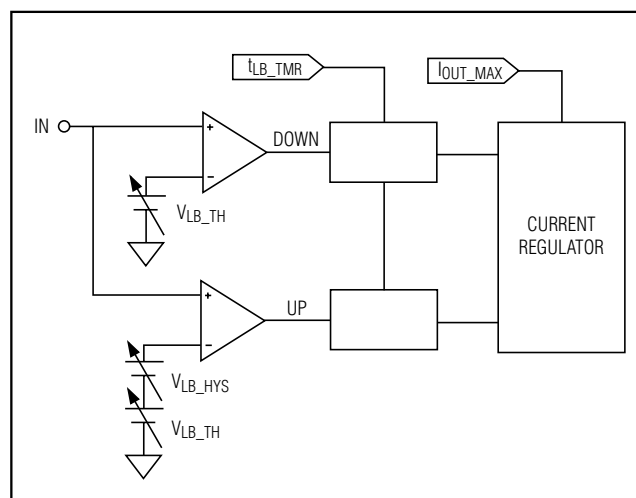 tLB_TMR
IOUT_MAX
IN
+
DOWN
−
VLB_TH
CURRENT
REGULATOR
+
UP
−
VLB_HYS
VLB_TH